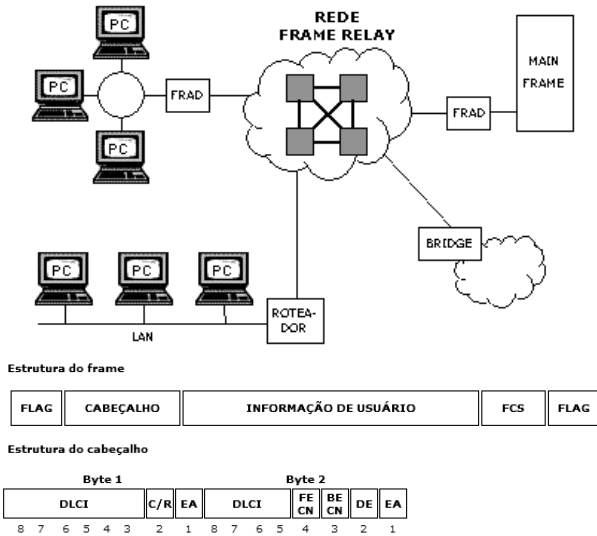 REDE
FRAME RELAY
PC
PC
PC
FRAD
FRAD
MAIN
FRAME
BRIDGE
PC
PC
PC
ROTEA-
DOR
LAN
Estrutura do frame
FLAG CABEÇALHO INFORMAÇÃO DE USUÁRIO FCS FLAG
Estrutura do cabeçalho
Byte 1 Byte 2
DLCI C/R EA DLCI FE CN BE CN DE EA
8 7 6 5 4 3 2 1 8 7 6 5 4 3 2 1